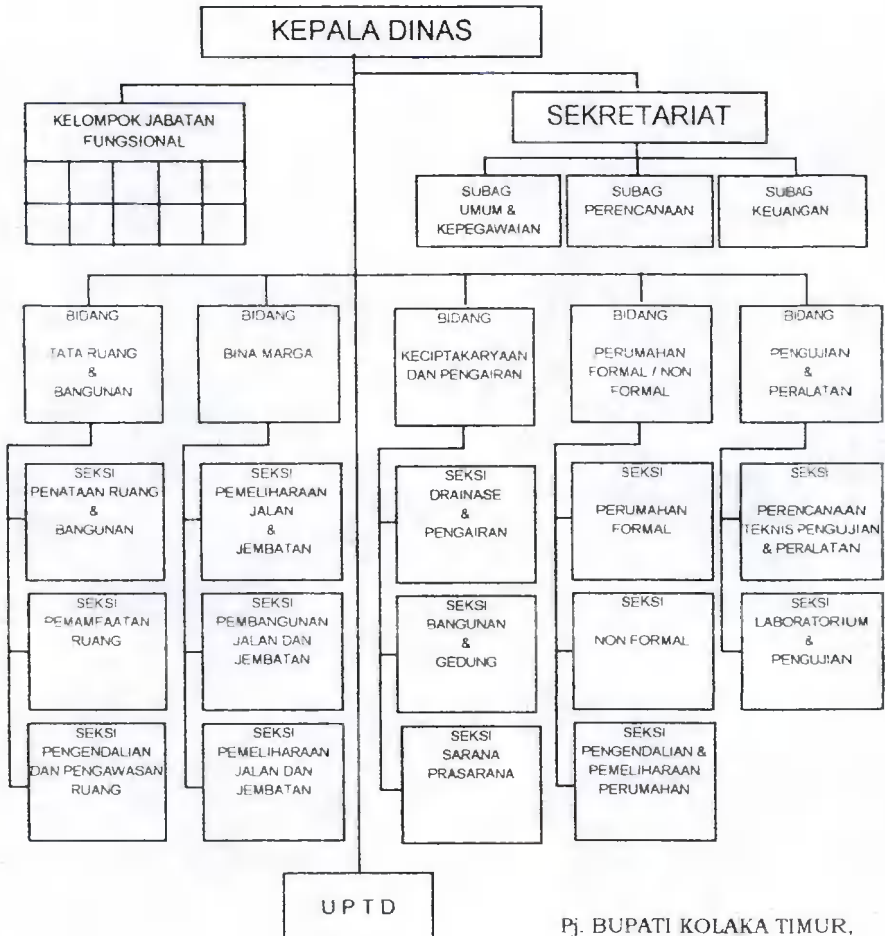 KEPALA DINAS
KELOMPOK JABATAN
FUNGSIONAL
SEKRETARIAT
SUBAG
UMUM &
KEPEGAWAIAN
SUBAG
PERENCANAAN
SUBAG
KEUANGAN
BIDANG
TATA RUANG
&
BANGUNAN
BIDANG
BINA MARGA
BIDANG
KECIPTAKARYAAN
DAN PENGAIRAN
BIDANG
PERUMAHAN
FORMAL / NON
FORMAL
BIDANG
PENGUJIAN
&
PERALATAN
SEKSI
PENATAAN RUANG
&
BANGUNAN
SEKSI
PEMELIHARAAN
JALAN
&
JEMBATAN
SEKSI
DRAINASE
&
PENGAIRAN
SEKSI
PERUMAHAN
FORMAL
SEKSI
PERENCANAAN
TEKNIS PENGUJIAN
& PERALATAN
SEKSI
PEMAMFAATAN
RUANG
SEKSI
PEMBANGUNAN
JALAN DAN
JEMBATAN
SEKSI
BANGUNAN
&
GEDUNG
SEKSI
NON FORMAL
SEKSI
LABORATORIUM
&
PENGUJIAN
SEKSI
PENGENDALIAN
DAN PENGAWASAN
RUANG
SEKSI
PEMELIHARAAN
JALAN DAN
JEMBATAN
SEKSI
SARANA
PRASARANA
SEKSI
PENGENDALIAN &
PEMELIHARAAN
PERUMAHAN
UPTD
Pj. BUPATI KOLAKA TIMUR,